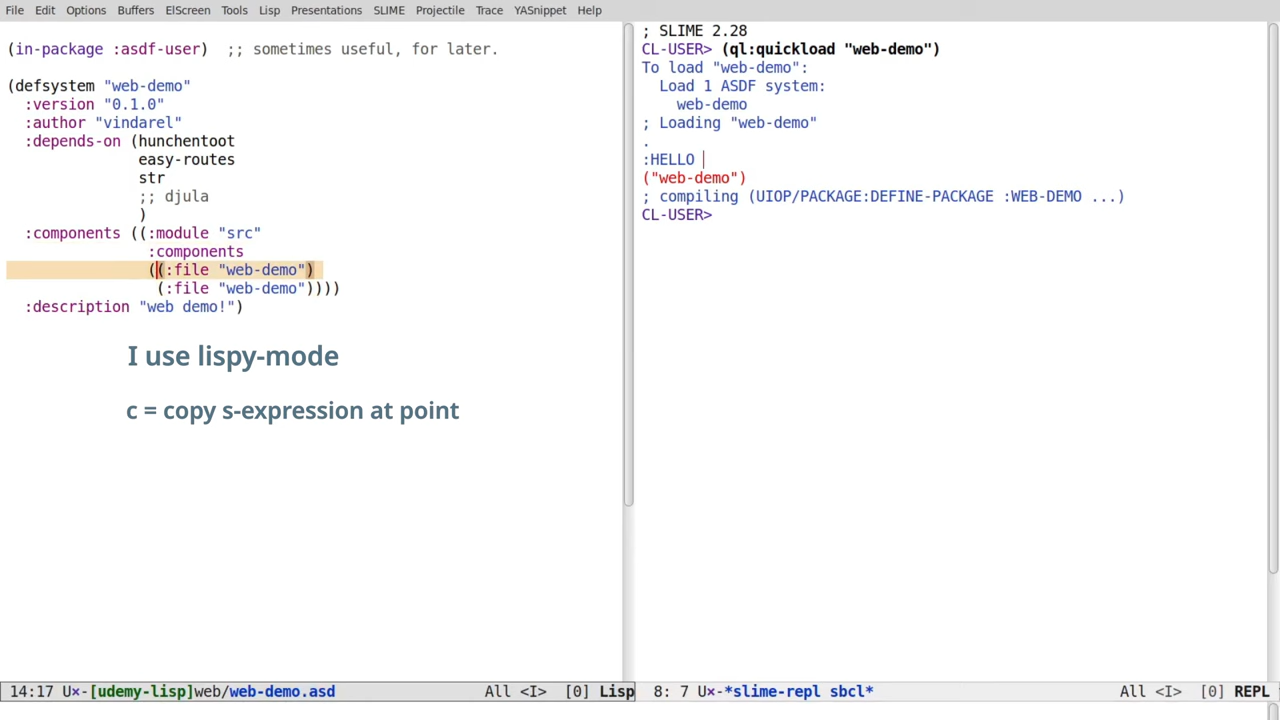 File Edit Options Buffers ElScreen Tools Lisp Presentations SLIME Projectile Trace YASnippet Help
(in-package :asdf-user)  ;; sometimes useful, for later.
(defsystem "web-demo"
  :version "0.1.0"
  :author "vindarel"
  :depends-on (hunchentoot
               easy-routes
               str
               ;; djula
               )
  :components ((:module "src"
                :components
                ((:file "web-demo")
                 (:file "web-demo"))))
  :description "web demo!")
I use lispy-mode
c = copy s-expression at point
14:17 U×-[udemy-lisp]web/web-demo.asd All <I> [0] Lisp
; SLIME 2.28
CL-USER> (ql:quickload "web-demo")
To load "web-demo":
  Load 1 ASDF system:
    web-demo
; Loading "web-demo"
.
:HELLO
("web-demo")
; compiling (UIOP/PACKAGE:DEFINE-PACKAGE :WEB-DEMO ...)
CL-USER>
8: 7 U×-*slime-repl sbcl* All <I> [0] REPL